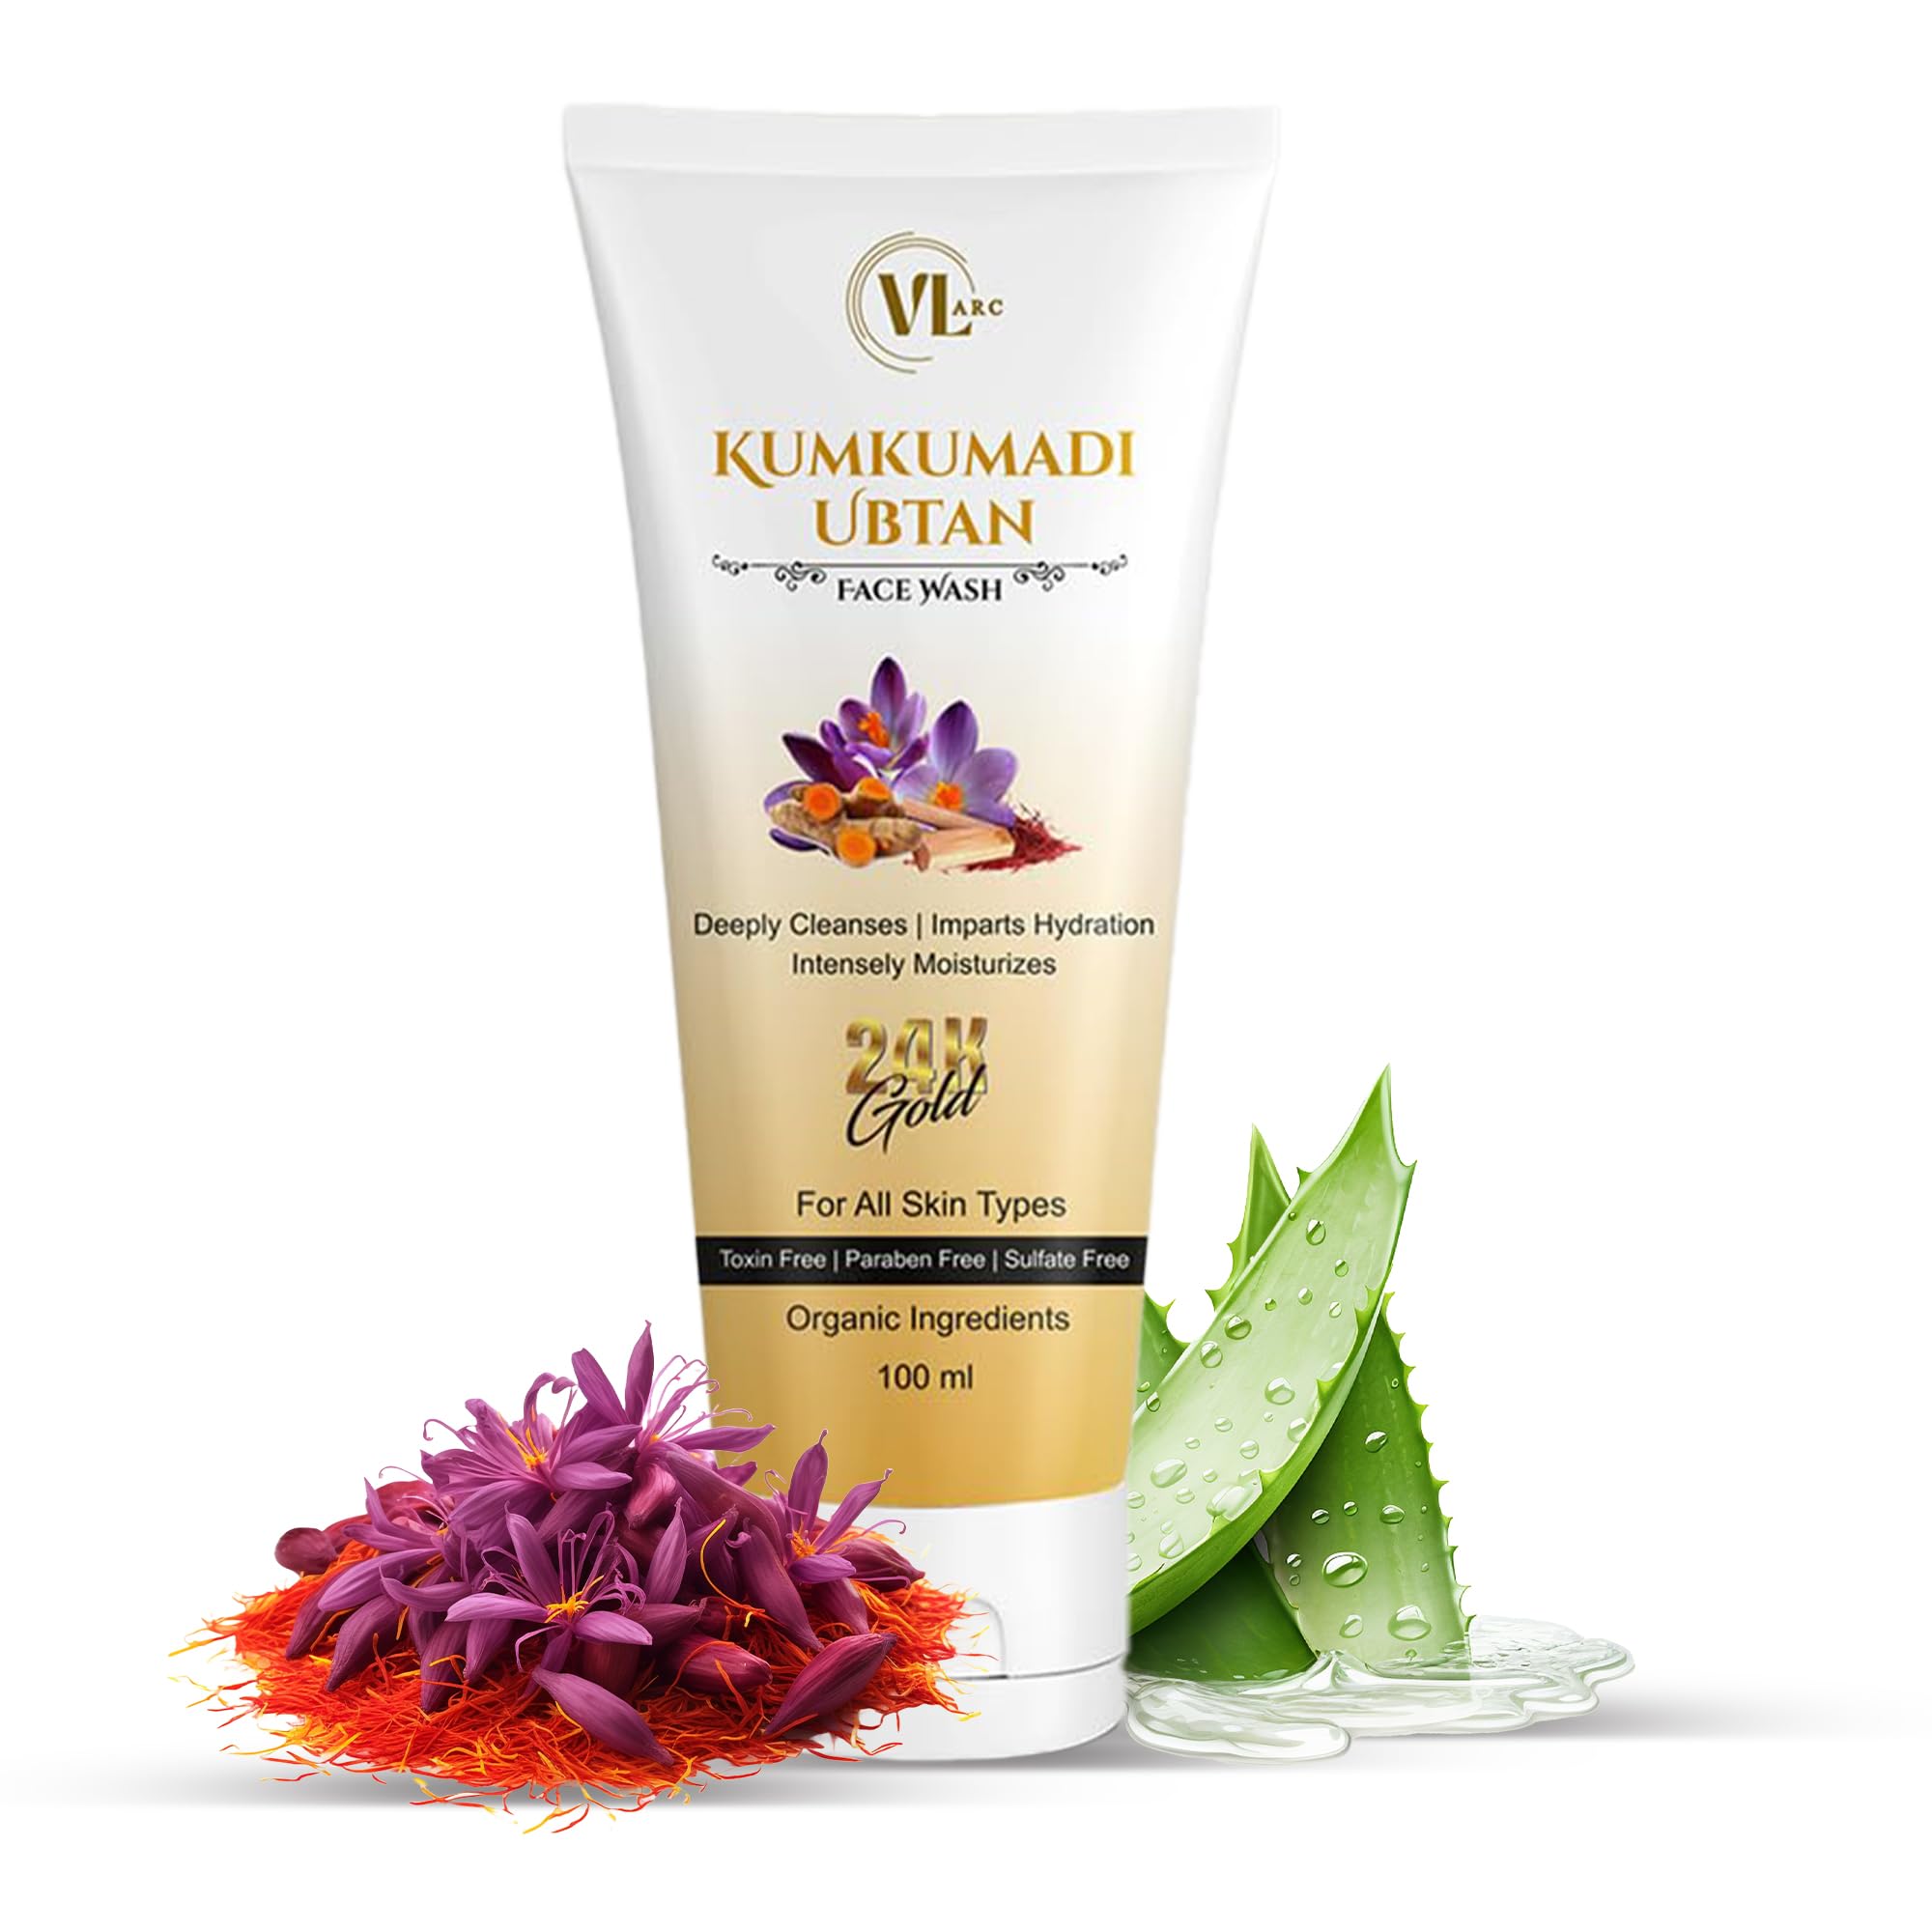 VL ARC
KUMKUMADI
UBTAN
FACE WASH
Deeply Cleanses | Imparts Hydration
Intensely Moisturizes
24K
Gold
For All Skin Types
Toxin Free | Paraben Free | Sulfate Free
Organic Ingredients
100 ml